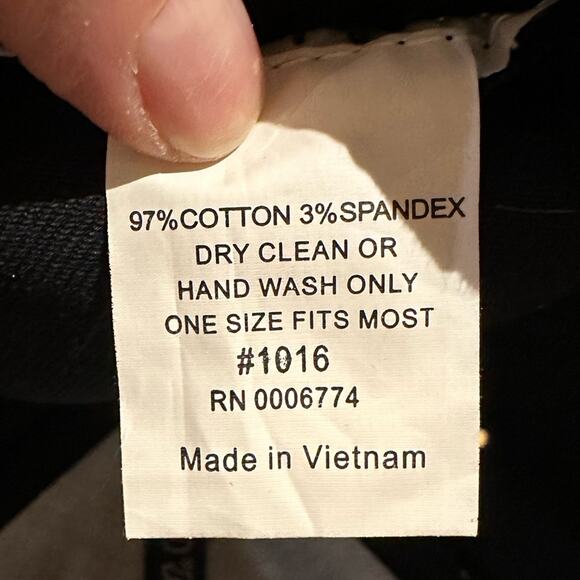 97%COTTON 3%SPANDEX
DRY CLEAN OR
HAND WASH ONLY
ONE SIZE FITS MOST
#1016
RN 0006774
Made in Vietnam